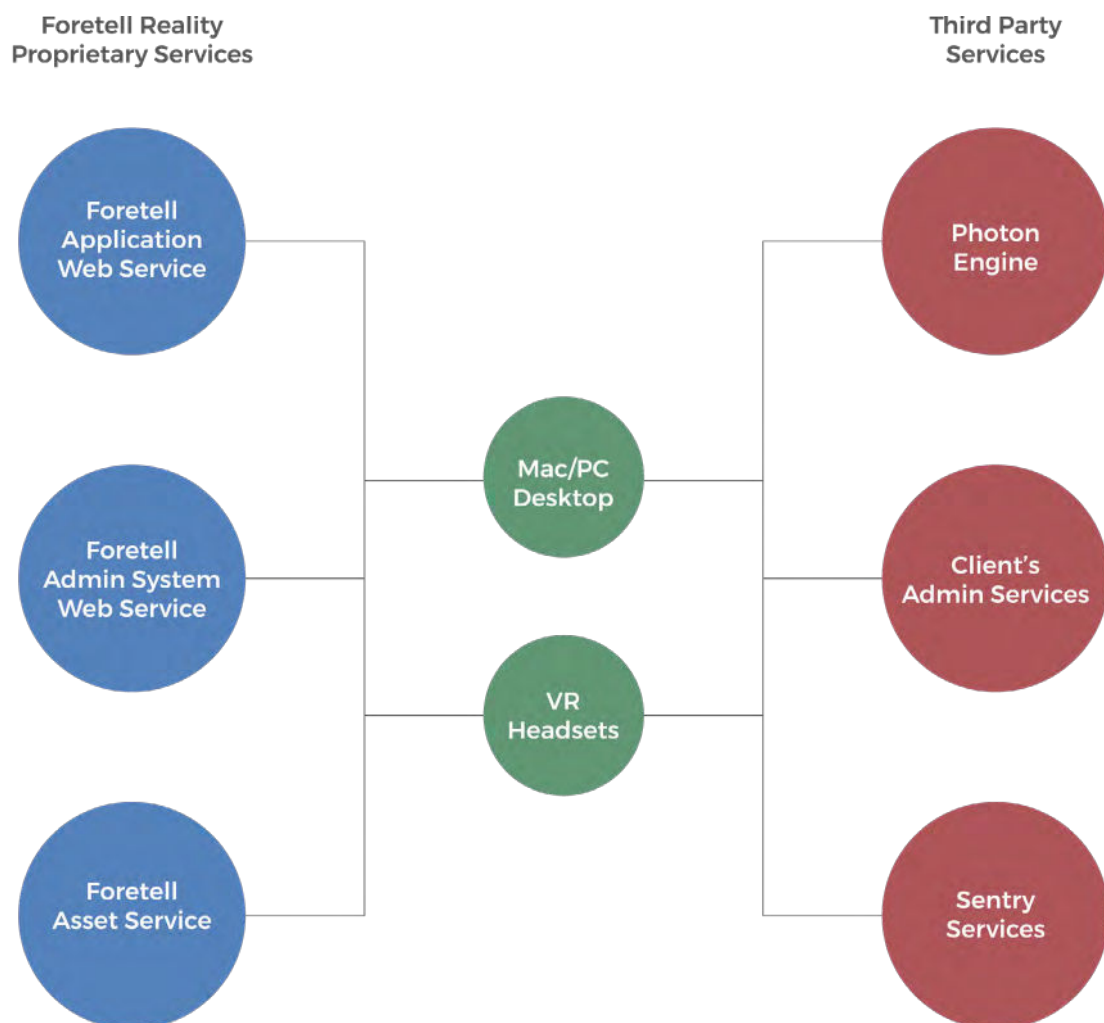 Foretell Reality
Proprietary Services
Third Party
Services
Foretell
Application
Web Service
Photon
Engine
Mac/PC
Desktop
Foretell
Admin System
Web Service
Client’s
Admin Services
VR
Headsets
Foretell
Asset Service
Sentry
Services